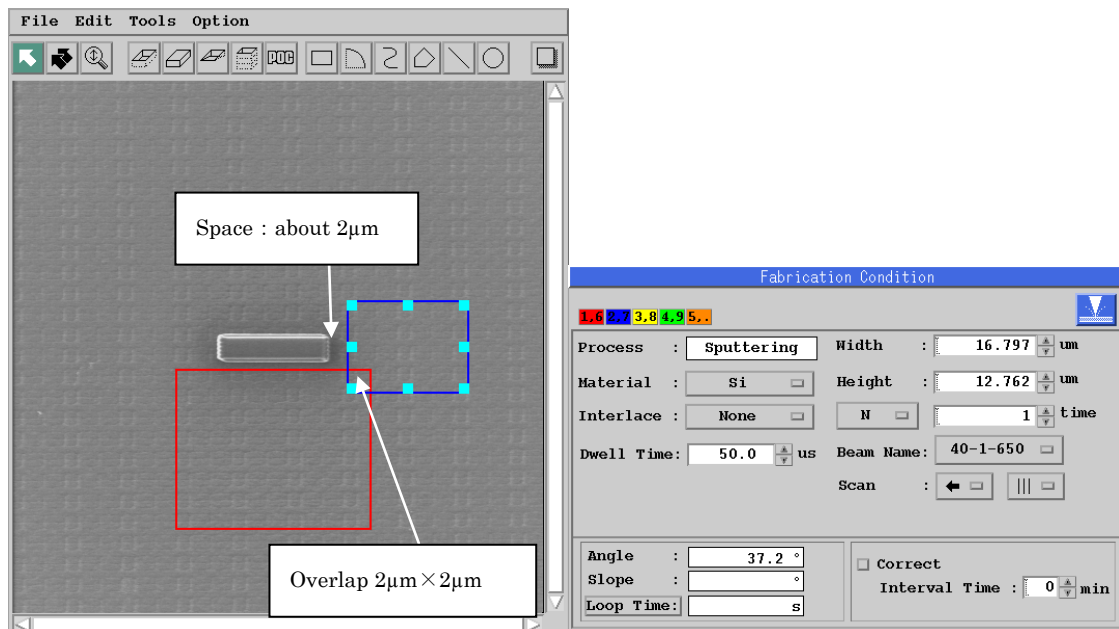 File Edit Tools Option
POC
Space : about 2µm
Overlap 2µm×2µm
Fabrication Condition
1,6 2,7 3,8 4,9 5,.
Process : Sputtering Width : 16.797 um
Material : Si Height : 12.762 um
Interlace : None N 1 time
Dwell Time: 50.0 us Beam Name: 40-1-650
Scan :
Angle : 37.2 °
Slope : °
Loop Time: s
Correct
Interval Time : 0 min